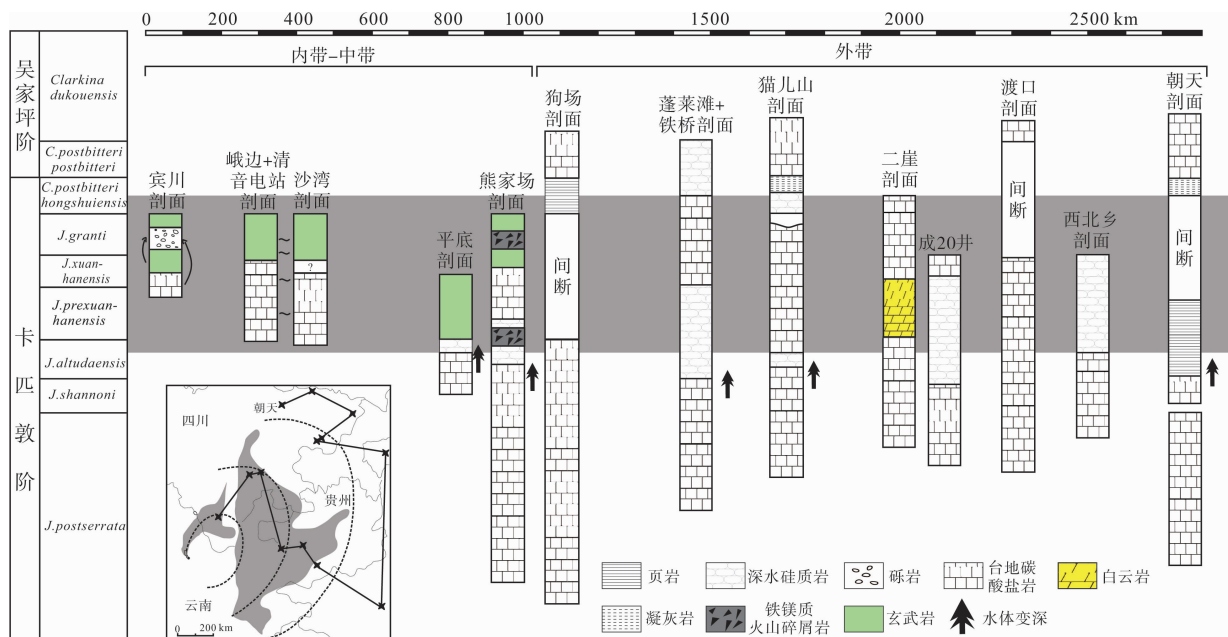 0 200 400 600 800 1000 1500 2000 2500 km
内带–中带
外带
吴家坪阶
卡匹敦阶
Clarkina
dukouensis
C.postbitteri
postbitteri
C.postbitteri
hongshuiensis
J.granti
J.xuan-
hanensis
J.prexuan-
hanensis
J.altudaensis
J.shannoni
J.postserrata
宾川
剖面
峨边+清
音电站
剖面
沙湾
剖面
?
平底
剖面
熊家场
剖面
狗场
剖面
间断
蓬莱滩+
铁桥剖面
猫儿山
剖面
二崖
剖面
成20井
渡口
剖面
间断
西北乡
剖面
朝天
剖面
间断
四川
朝天
贵州
云南
0 200 km
页岩
深水硅质岩
砾岩
台地碳
酸盐岩
白云岩
凝灰岩
铁镁质
火山碎屑岩
玄武岩
水体变深